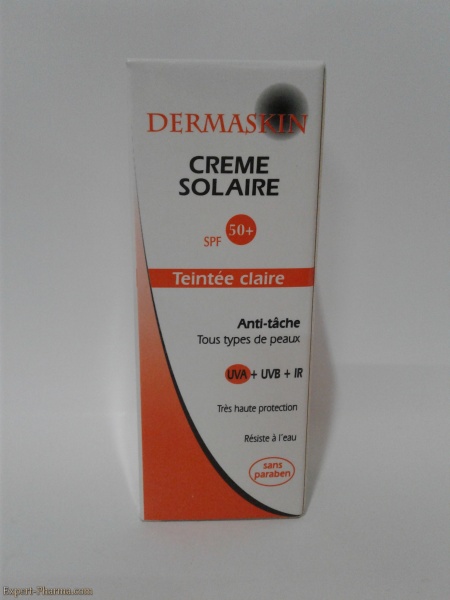 DERMASKIN
CREME
SOLAIRE
SPF 50+
Teintée claire
Anti-tâche
Tous types de peaux
UVA + UVB + IR
Très haute protection
Résiste à l'eau
sans
paraben
Expert-Pharma.com